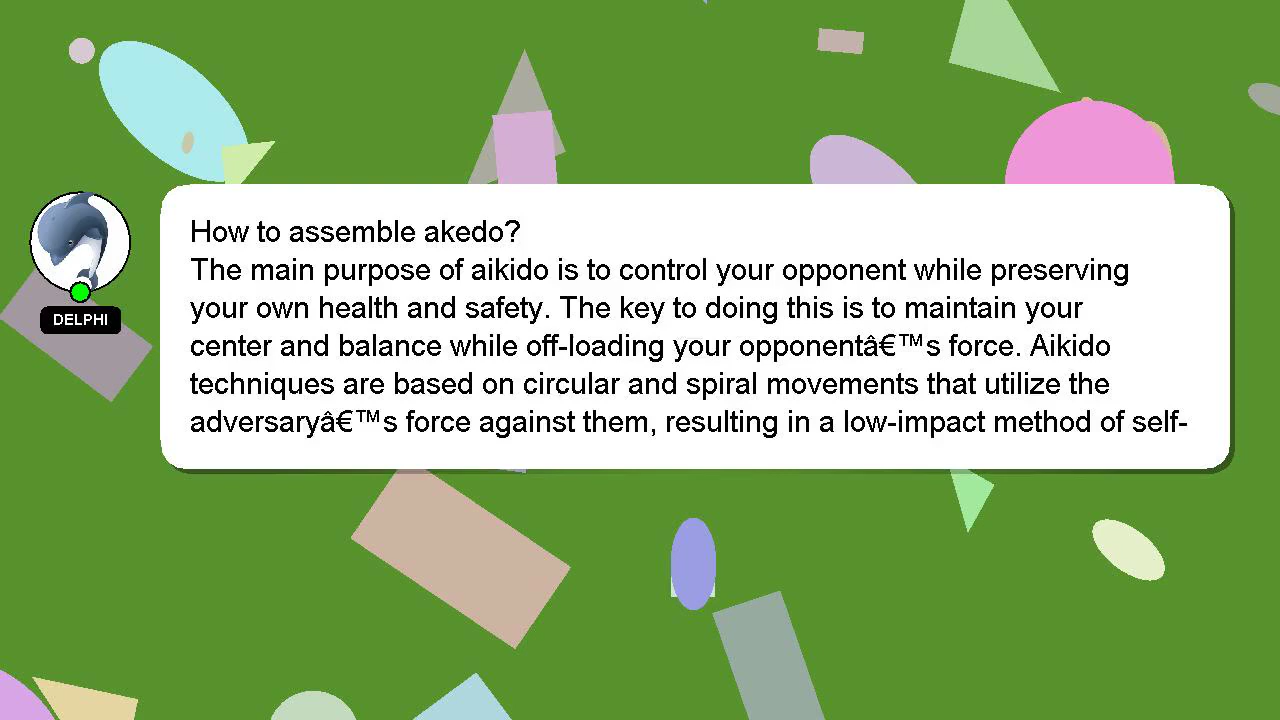 How to assemble akedo?
The main purpose of aikido is to control your opponent while preserving
your own health and safety. The key to doing this is to maintain your
center and balance while off-loading your opponentâ€™s force. Aikido
techniques are based on circular and spiral movements that utilize the
adversaryâ€™s force against them, resulting in a low-impact method of self-
DELPHI